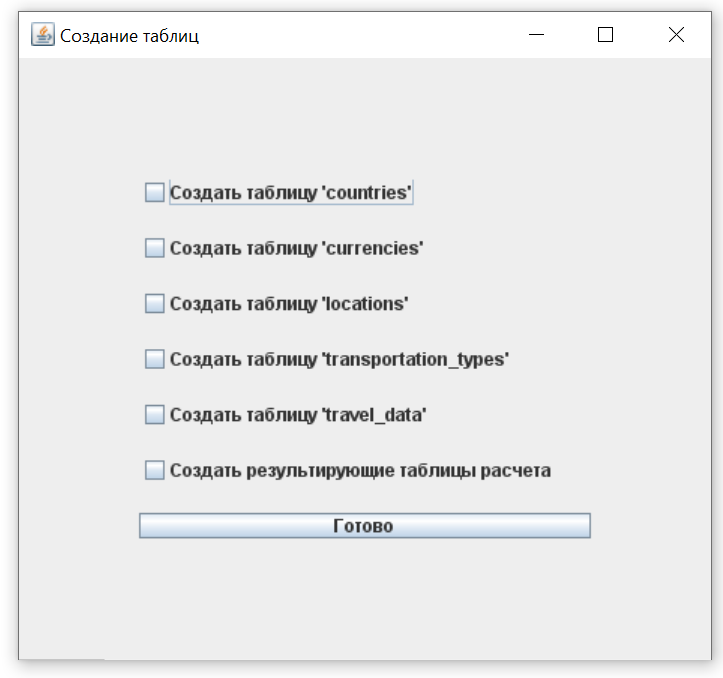 Создание таблиц
Создать таблицу 'countries'
Создать таблицу 'currencies'
Создать таблицу 'locations'
Создать таблицу 'transportation_types'
Создать таблицу 'travel_data'
Создать результирующие таблицы расчета
Готово